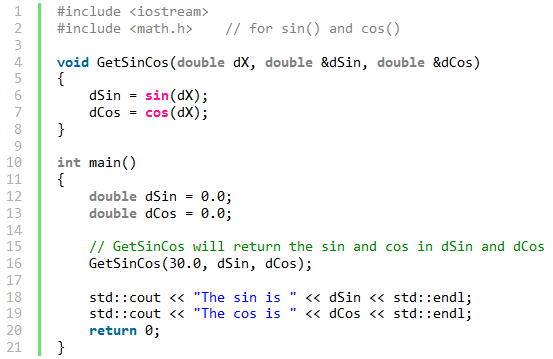 1 #include <iostream>
2 #include <math.h>    // for sin() and cos()
3
4 void GetSinCos(double dX, double &dSin, double &dCos)
5 {
6     dSin = sin(dX);
7     dCos = cos(dX);
8 }
9
10 int main()
11 {
12     double dSin = 0.0;
13     double dCos = 0.0;
14
15     // GetSinCos will return the sin and cos in dSin and dCos
16     GetSinCos(30.0, dSin, dCos);
17
18     std::cout << "The sin is " << dSin << std::endl;
19     std::cout << "The cos is " << dCos << std::endl;
20     return 0;
21 }